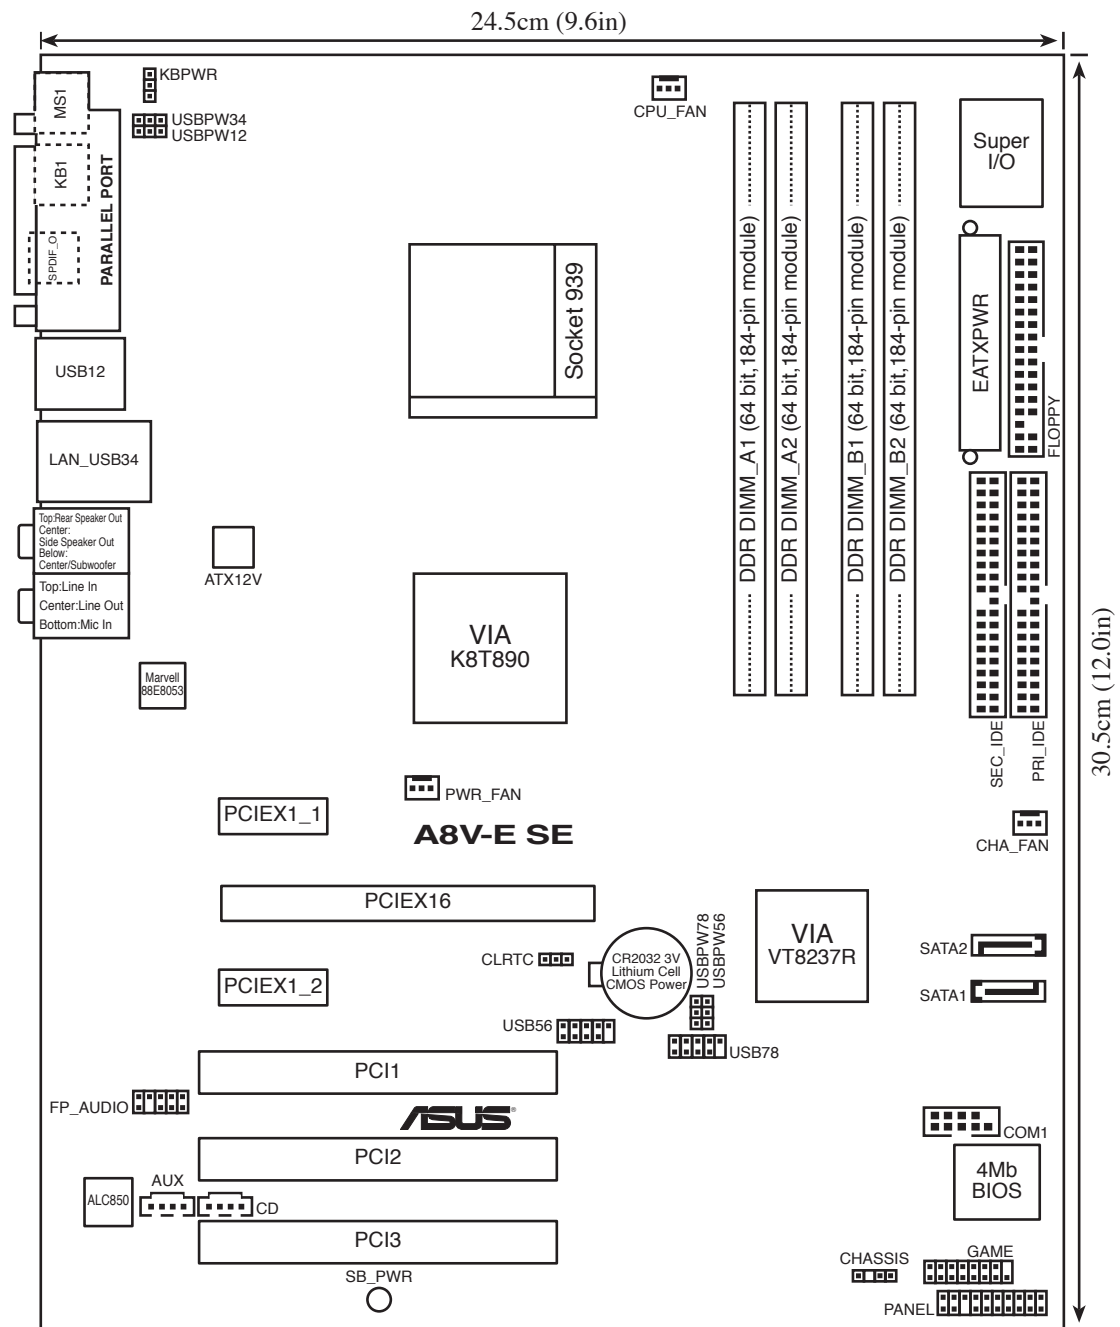 24.5cm (9.6in)
KBPWR
MS1
CPU_FAN
USBPW34
USBPW12
Super
I/O
KB1
PARALLEL PORT
SPDIF_O
Socket 939
DDR DIMM_A1 (64 bit,184-pin module)
DDR DIMM_A2 (64 bit,184-pin module)
DDR DIMM_B1 (64 bit,184-pin module)
DDR DIMM_B2 (64 bit,184-pin module)
EATXPWR
FLOPPY
USB12
LAN_USB34
Top:Rear Speaker Out
Center:
Side Speaker Out
Below:
Center/Subwoofer
ATX12V
Top:Line In
Center:Line Out
Bottom:Mic In
VIA
K8T890
Marvell
88E8053
30.5cm (12.0in)
SEC_IDE
PRI_IDE
PWR_FAN
PCIEX1_1
A8V-E SE
CHA_FAN
PCIEX16
USBPW78
USBPW56
VIA
VT8237R
SATA2
CLRTC
CR2032 3V
Lithium Cell
CMOS Power
PCIEX1_2
SATA1
USB56
USB78
PCI1
FP_AUDIO
ASUS®
COM1
PCI2
4Mb
BIOS
AUX
ALC850
CD
PCI3
CHASSIS
GAME
SB_PWR
PANEL